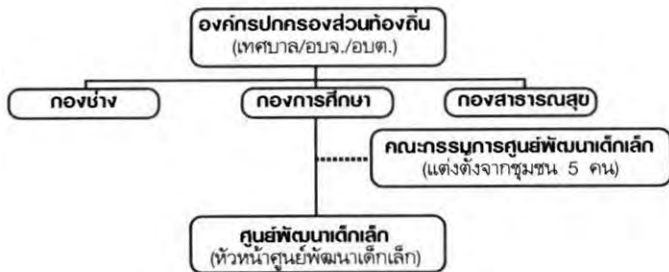 องค์กรปกครองส่วนท้องถิ่น
(เทศบาล/อบจ./อบต.)
กองช่าง
กองการศึกษา
กองสาธารณสุข
คณะกรรมการศูนย์พัฒนาเด็กเล็ก
(แต่งตั้งจากชุมชน 5 คน)
ศูนย์พัฒนาเด็กเล็ก
(หัวหน้าศูนย์พัฒนาเด็กเล็ก)